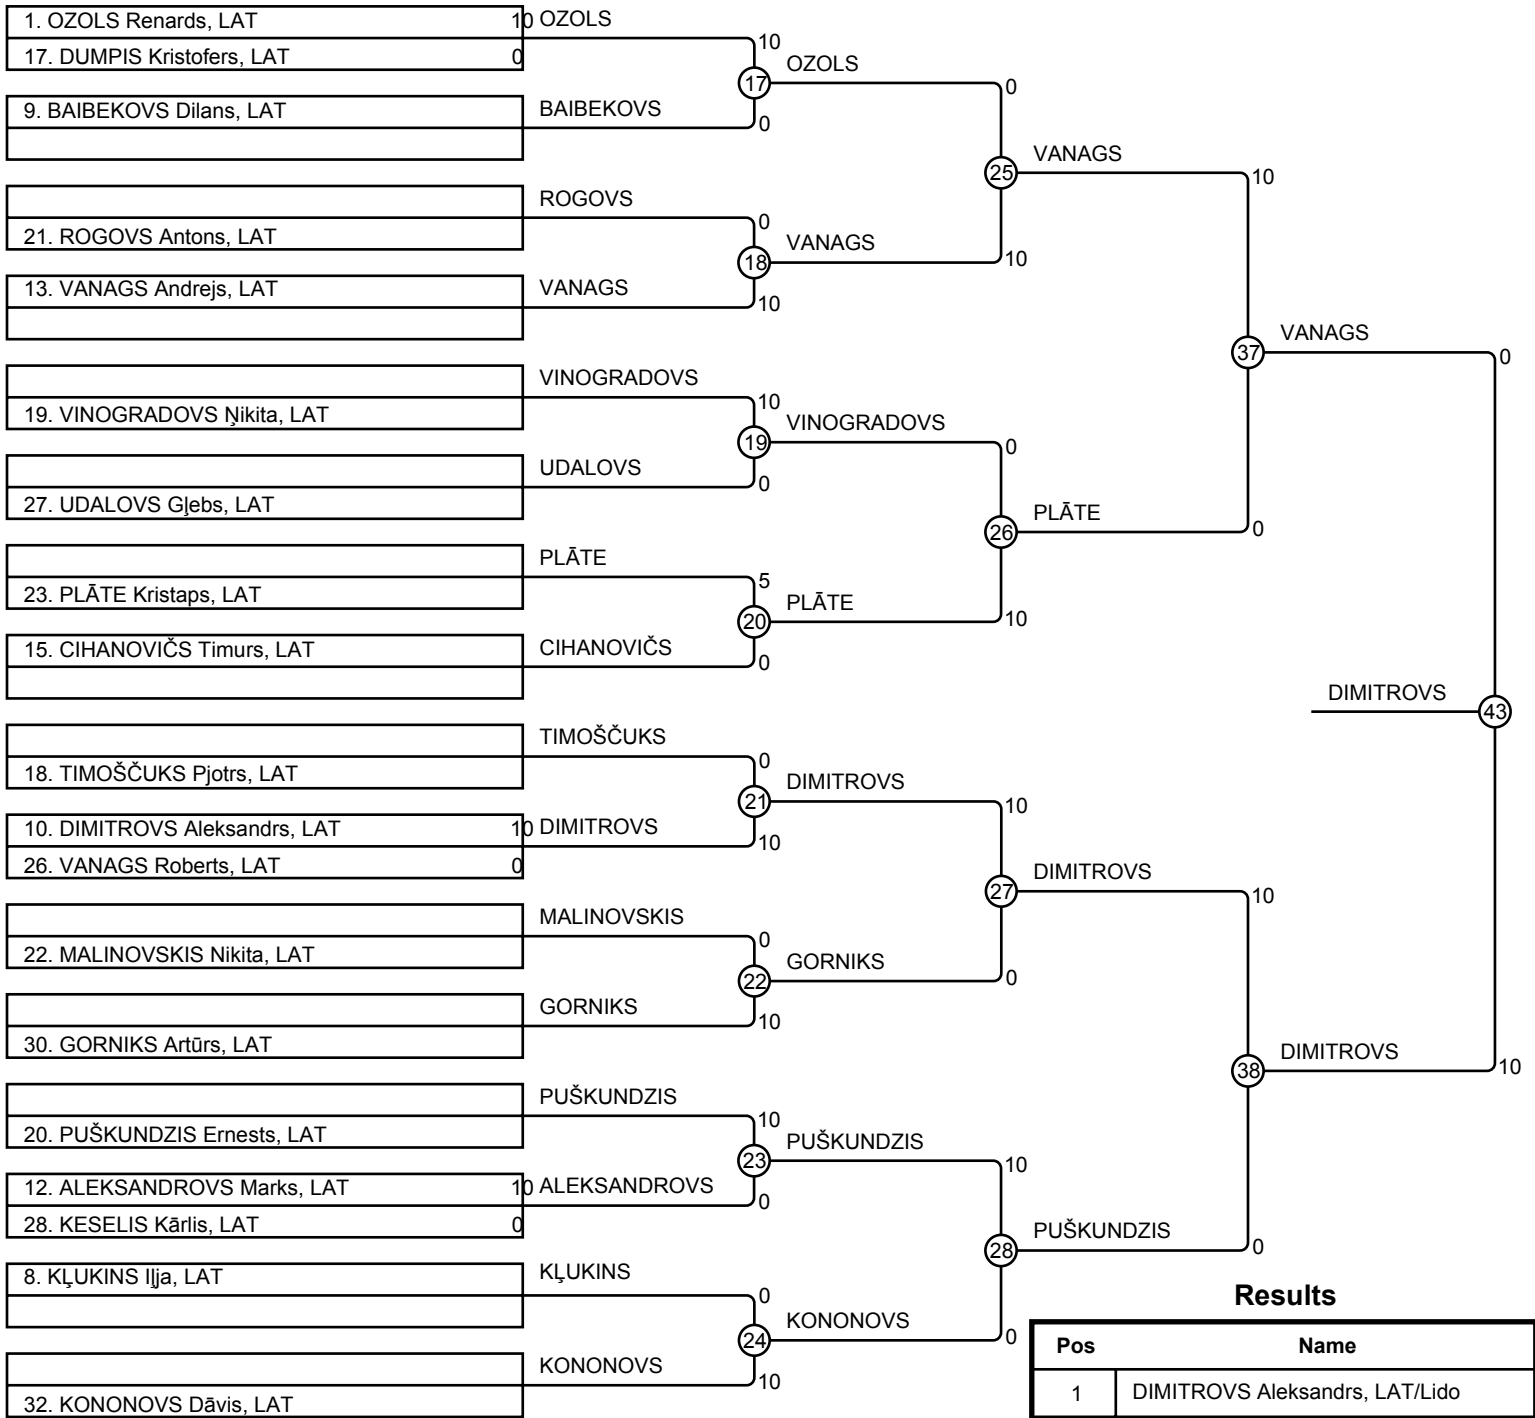 1. OZOLS Renards, LAT 10
17. DUMPIS Kristofers, LAT 0
9. BAIBEKOVS Dilans, LAT
21. ROGOVS Antons, LAT
13. VANAGS Andrejs, LAT
19. VINOGRADOVS Ņikita, LAT
27. UDALOVS Gļebs, LAT
23. PLĀTE Kristaps, LAT
15. CIHANOVIČS Timurs, LAT
18. TIMOŠČUKS Pjotrs, LAT
10. DIMITROVS Aleksandrs, LAT 10
26. VANAGS Roberts, LAT 0
22. MALINOVSKIS Nikita, LAT
30. GORNIKS Artūrs, LAT
20. PUŠKUNDZIS Ernests, LAT
12. ALEKSANDROVS Marks, LAT 10
28. KESELIS Kārlis, LAT 0
8. KĻUKINS Iļja, LAT
32. KONONOVS Dāvis, LAT
OZOLS 10
17
BAIBEKOVS 0
ROGOVS 0
18
VANAGS 10
VINOGRADOVS 10
19
UDALOVS 0
PLĀTE 5
20
CIHANOVIČS 0
TIMOŠČUKS 0
21
DIMITROVS 10
MALINOVSKIS 0
22
GORNIKS 10
PUŠKUNDZIS 10
23
ALEKSANDROVS 0
KĻUKINS 0
24
KONONOVS 10
OZOLS 0
25
VANAGS 10
VINOGRADOVS 0
26
PLĀTE 10
DIMITROVS 10
27
GORNIKS 0
PUŠKUNDZIS 10
28
KONONOVS 0
VANAGS 10
37
PLĀTE 0
DIMITROVS 10
38
PUŠKUNDZIS 0
VANAGS 0
DIMITROVS 43
DIMITROVS 10
Results
Pos Name
1 DIMITROVS Aleksandrs, LAT/Lido